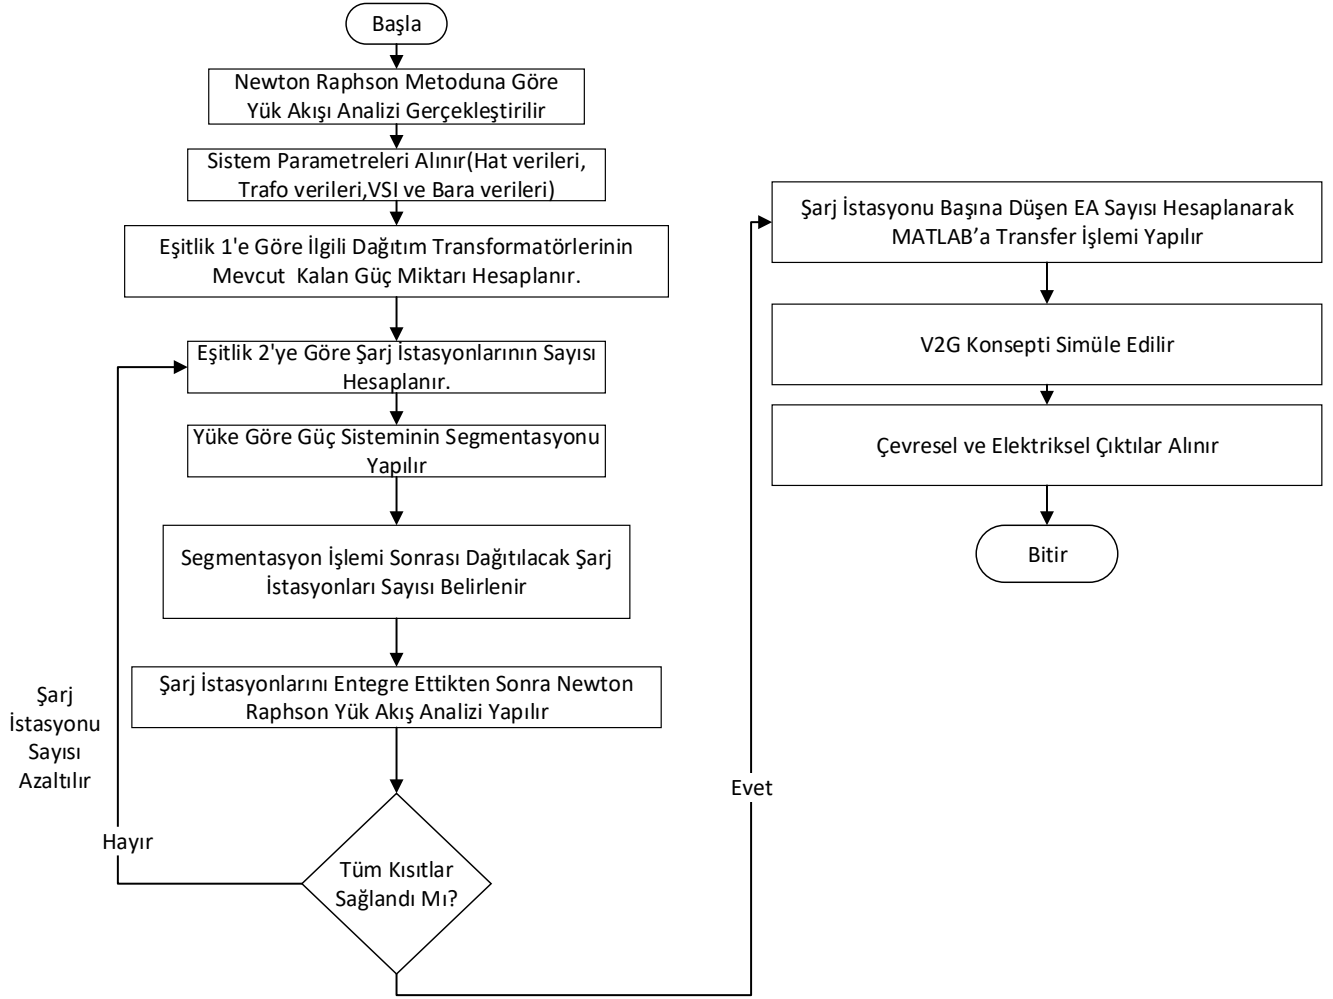 Başla
Newton Raphson Metoduna Göre
Yük Akışı Analizi Gerçekleştirilir
Sistem Parametreleri Alınır(Hat verileri,
Trafo verileri,VSI ve Bara verileri)
Eşitlik 1'e Göre İlgili Dağıtım Transformatörlerinin
Mevcut  Kalan Güç Miktarı Hesaplanır.
Eşitlik 2'ye Göre Şarj İstasyonlarının Sayısı
Hesaplanır.
Yüke Göre Güç Sisteminin Segmentasyonu
Yapılır
Segmentasyon İşlemi Sonrası Dağıtılacak Şarj
İstasyonları Sayısı Belirlenir
Şarj İstasyonlarını Entegre Ettikten Sonra Newton
Raphson Yük Akış Analizi Yapılır
Şarj
İstasyonu
Sayısı
Azaltılır
Hayır
Tüm Kısıtlar
Sağlandı Mı?
Evet
Şarj İstasyonu Başına Düşen EA Sayısı Hesaplanarak
MATLAB’a Transfer İşlemi Yapılır
V2G Konsepti Simüle Edilir
Çevresel ve Elektriksel Çıktılar Alınır
Bitir